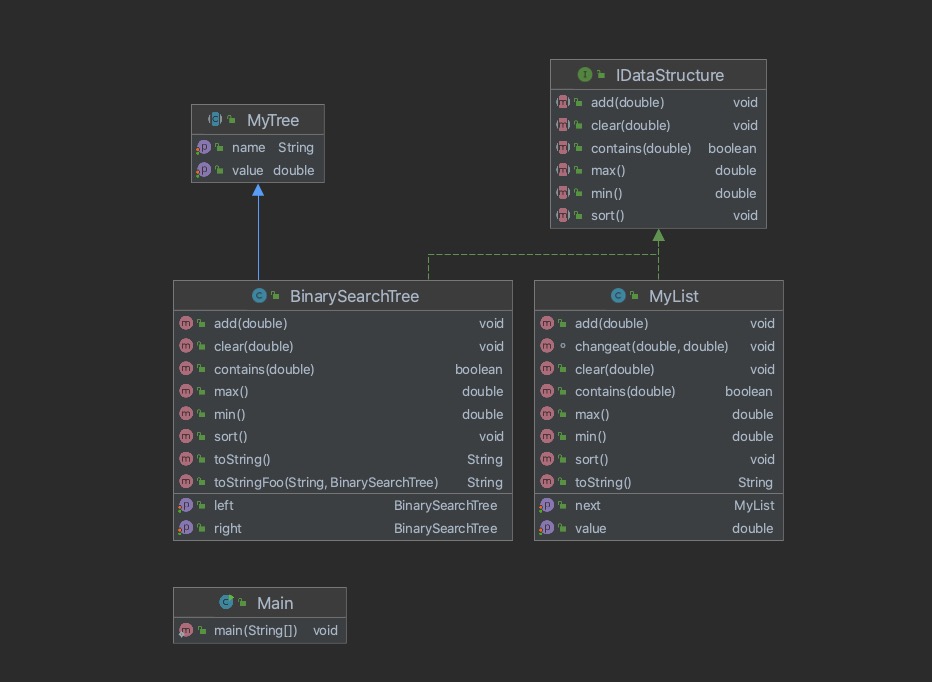 MyTree
name String
value double
IDataStructure
add(double) void
clear(double) void
contains(double) boolean
max() double
min() double
sort() void
BinarySearchTree
add(double) void
clear(double) void
contains(double) boolean
max() double
min() double
sort() void
toString() String
toStringFoo(String, BinarySearchTree) String
left BinarySearchTree
right BinarySearchTree
MyList
add(double) void
changeat(double, double) void
clear(double) void
contains(double) boolean
max() double
min() double
sort() void
toString() String
next MyList
value double
Main
main(String[]) void